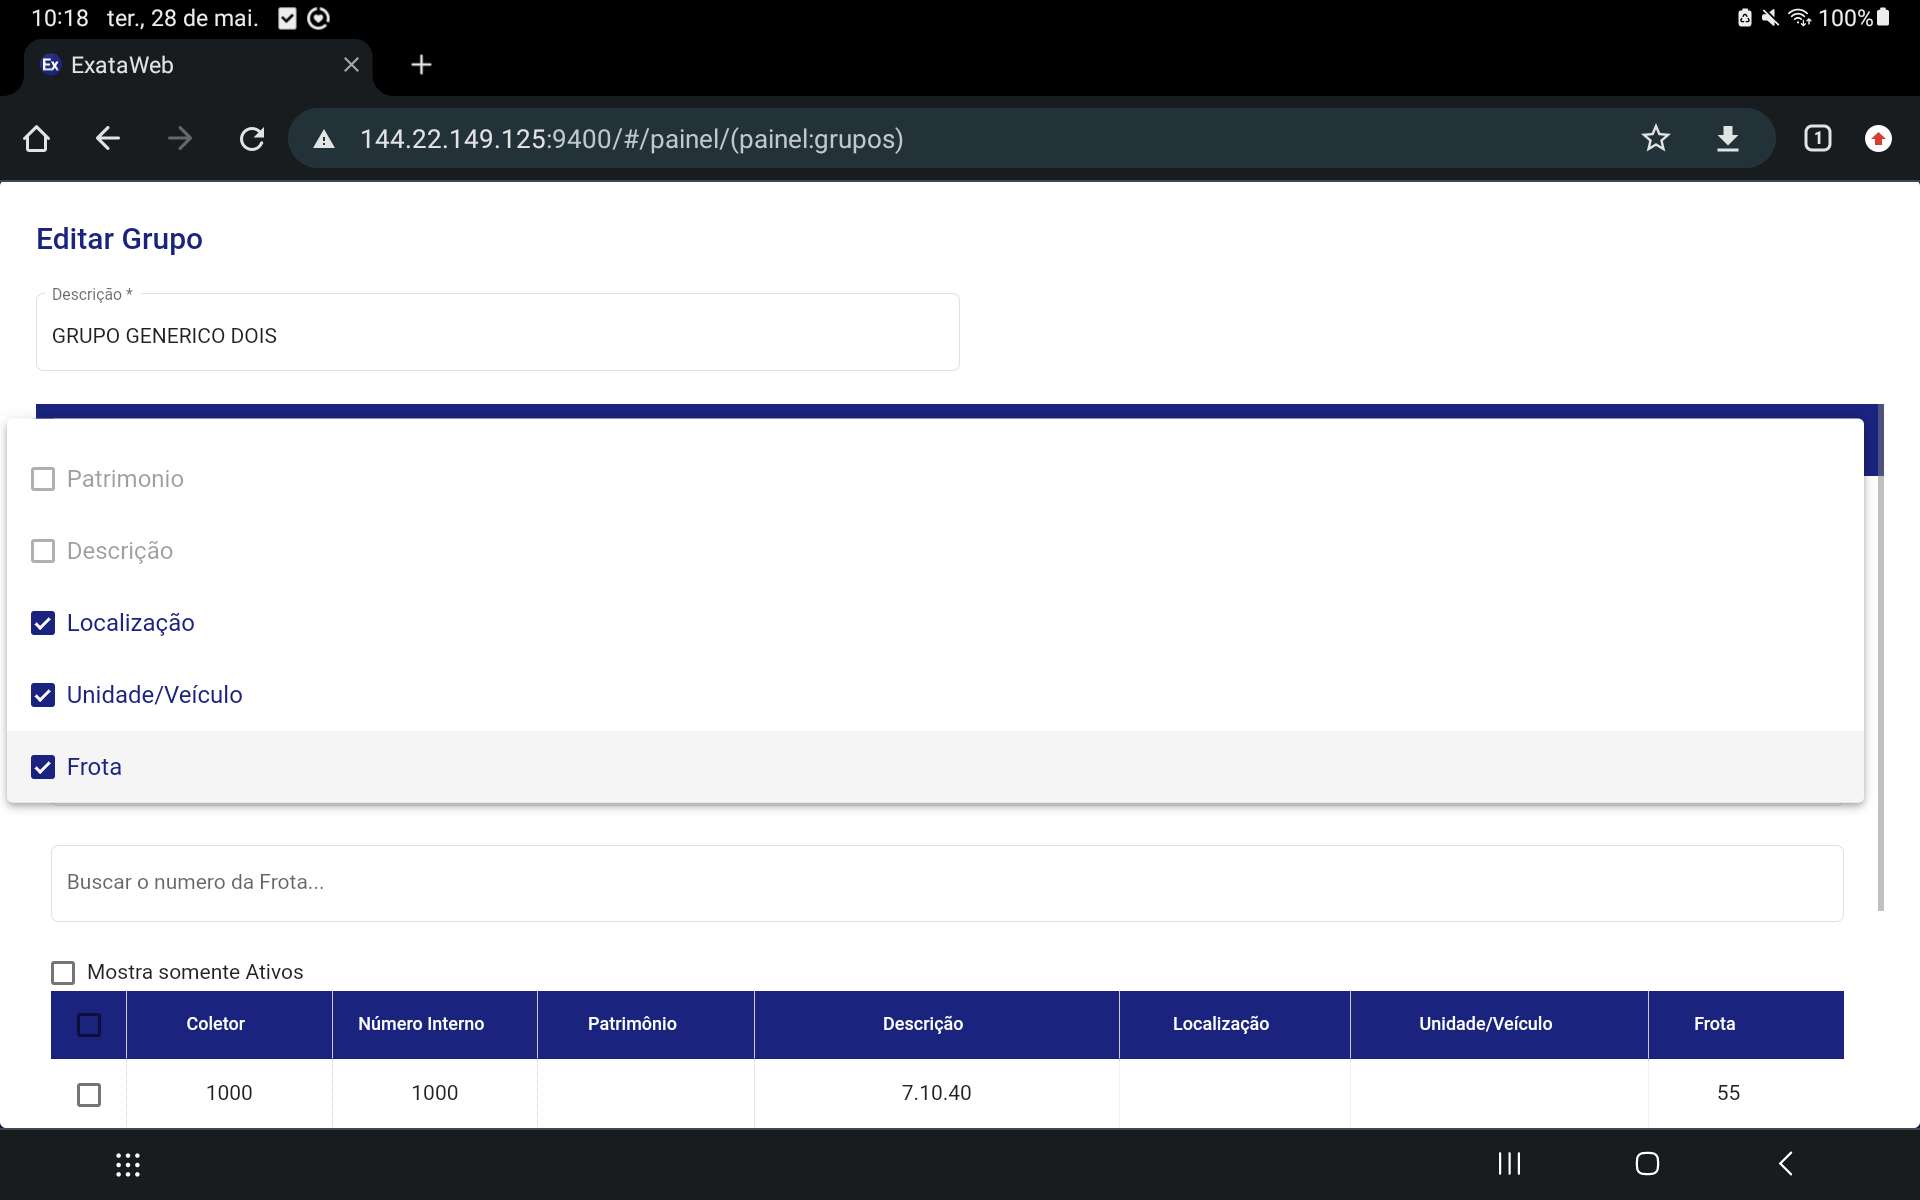 10:18 ter., 28 de mai. 100%
Ex ExataWeb
144.22.149.125:9400/#/painel/(painel:grupos) 1
Editar Grupo
Descrição *
GRUPO GENERICO DOIS
Patrimonio
Descrição
Localização
Unidade/Veículo
Frota
Buscar o numero da Frota...
Mostra somente Ativos
Coletor Número Interno Patrimônio Descrição Localização Unidade/Veículo Frota
1000 1000 7.10.40 55